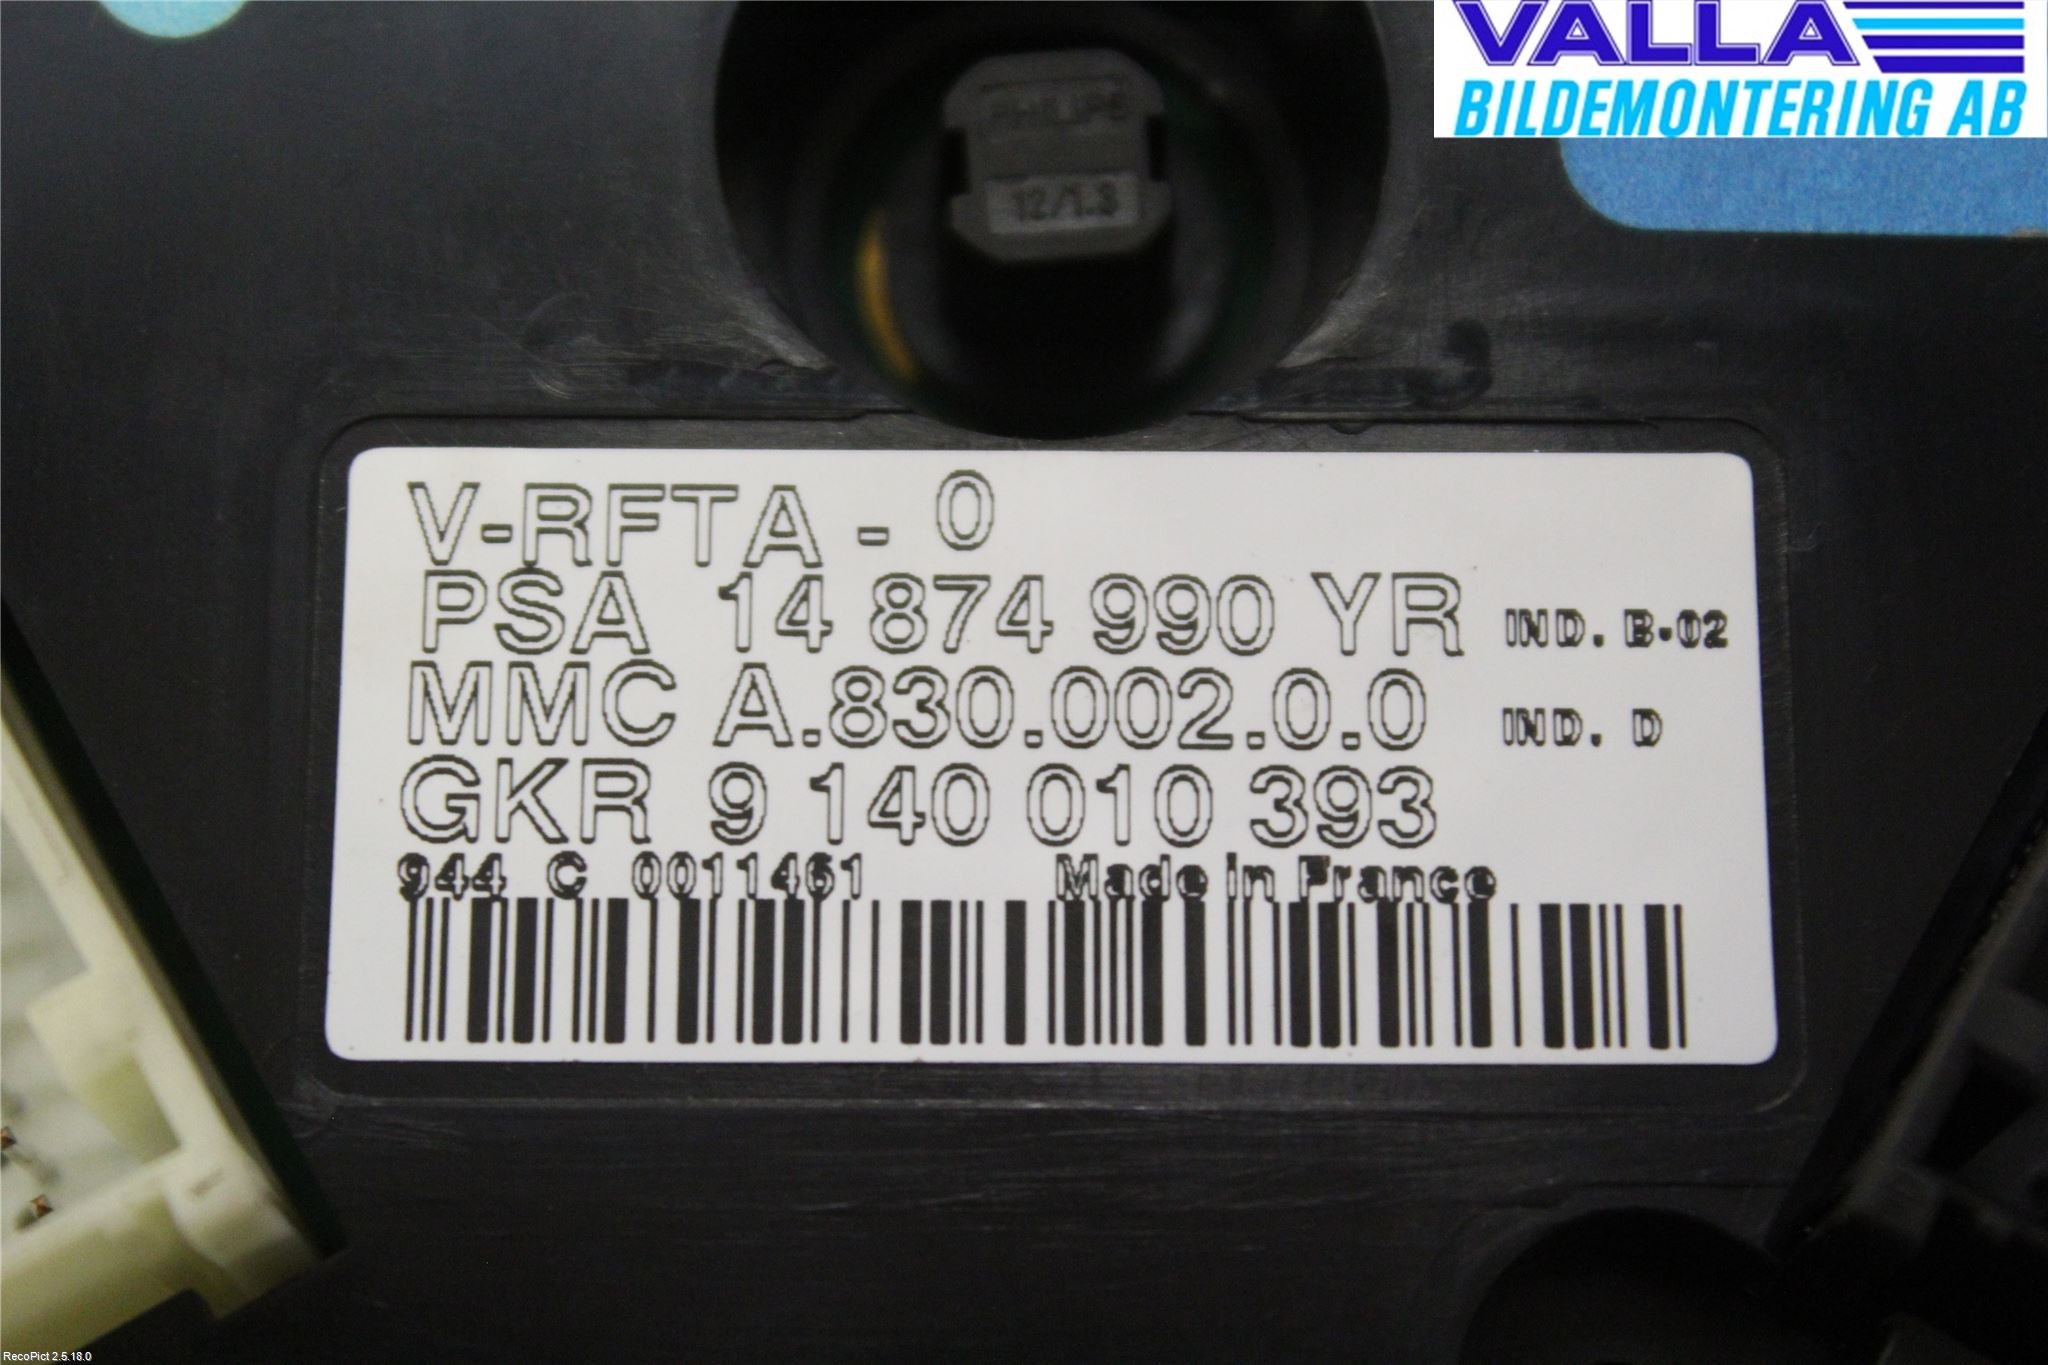 VALLA
BILDEMONTERING AB
PHILIPS
12/1.3
V-RFTA - 0
PSA 14 874 990 YR IND. B-02
MMC A.830.002.0.0 IND. D
GKR 9 140 010 393
944 C 0011461 Made in France
RecoPict 2.5.18.0